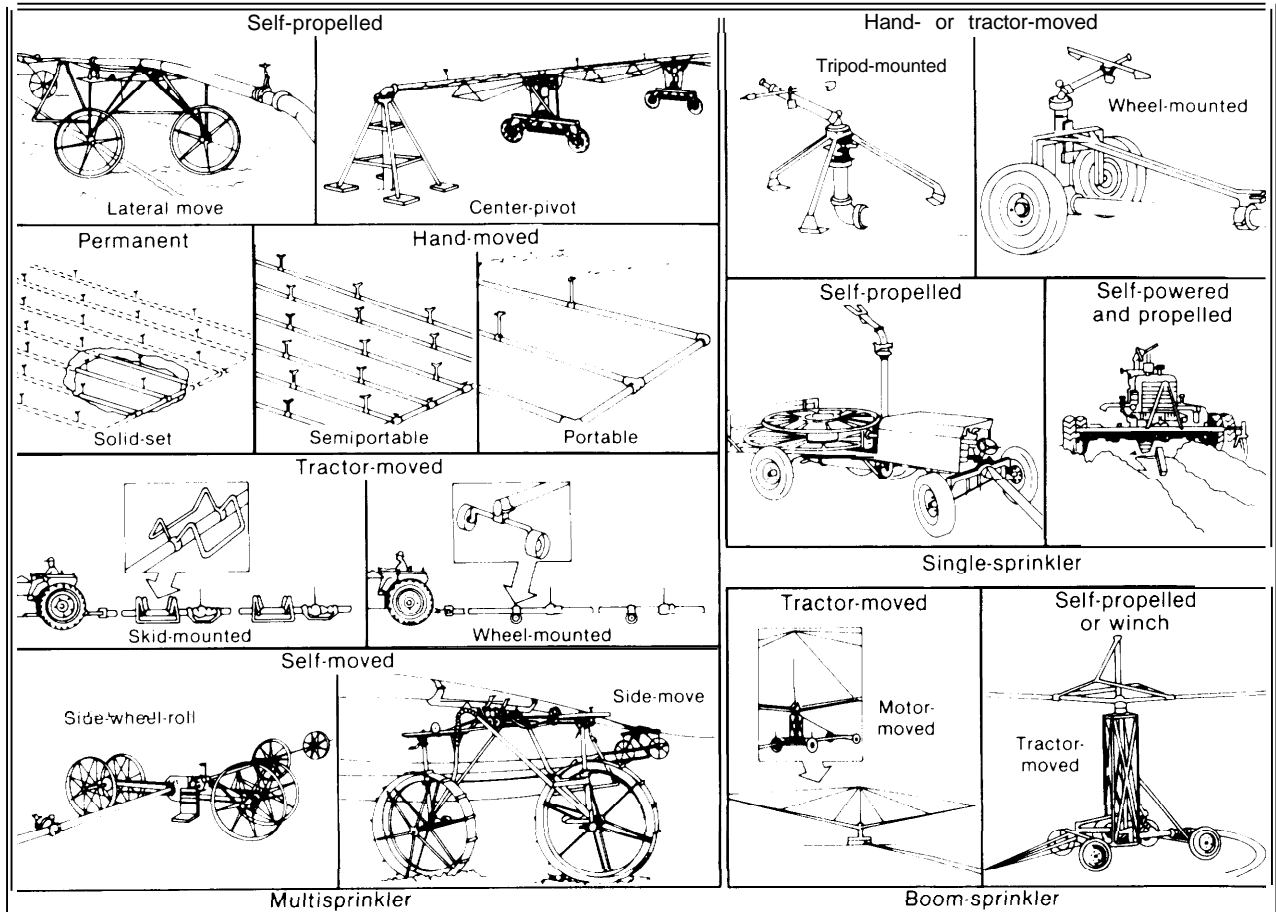 Self-propelled
Lateral move
Center-pivot
Permanent
Hand-moved
Solid-set
Semiportable
Portable
Tractor-moved
Skid-mounted
Wheel-mounted
Self-moved
Side-wheel-roll
Side-move
Multisprinkler
Hand- or tractor-moved
Tripod-mounted
Wheel-mounted
Self-propelled
Self-powered
and propelled
Single-sprinkler
Tractor-moved
Motor-
moved
Self-propelled
or winch
Tractor-
moved
Boom-sprinkler